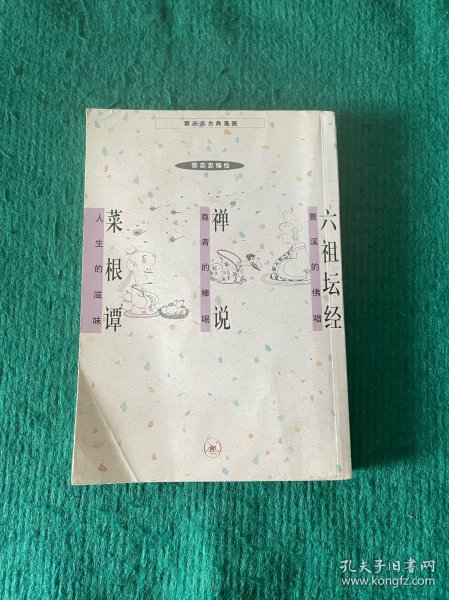 蔡志忠古典漫画
蔡志忠编绘
六祖坛经
曹溪的佛唱
禅说
尊者的棒喝
菜根谭
人生的滋味
孔夫子旧书网
www.kongfz.com